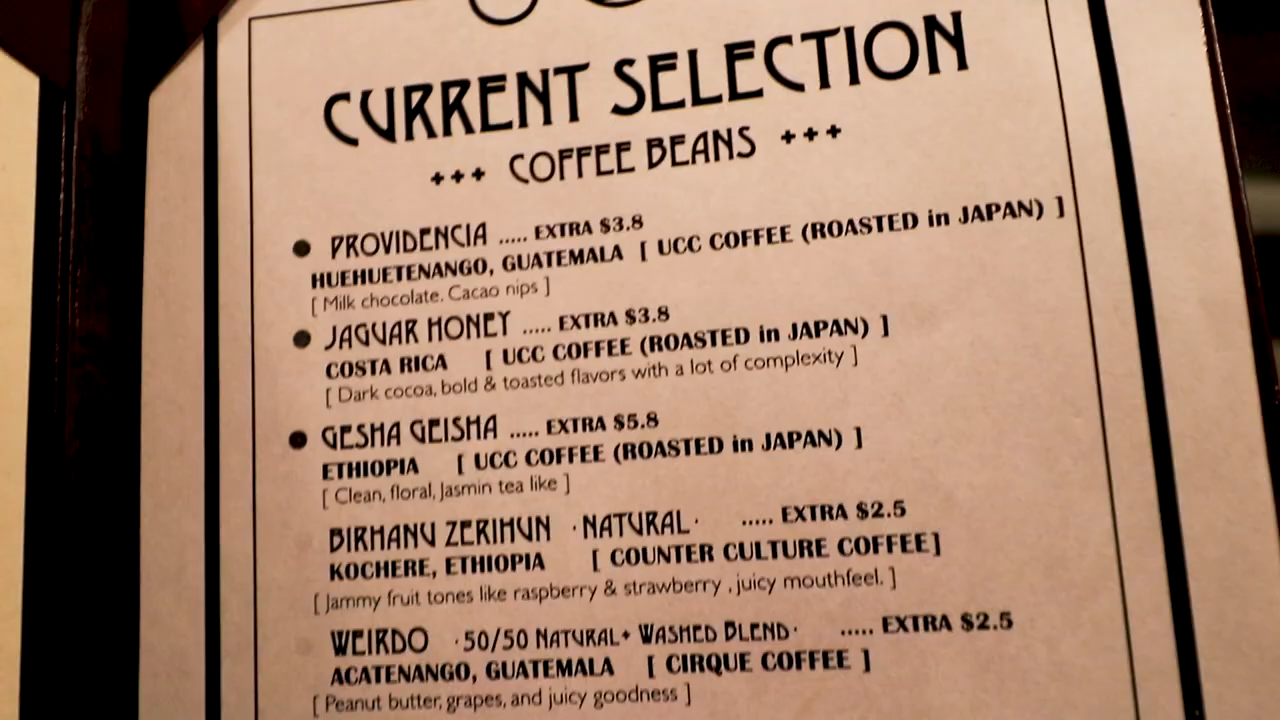 CURRENT SELECTION
+++ COFFEE BEANS +++
● PROVIDENCIA ..... EXTRA $3.8
HUEHUETENANGO, GUATEMALA [ UCC COFFEE (ROASTED in JAPAN) ]
[ Milk chocolate. Cacao nips ]
● JAGUAR HONEY ..... EXTRA $3.8
COSTA RICA [ UCC COFFEE (ROASTED in JAPAN) ]
[ Dark cocoa, bold & toasted flavors with a lot of complexity ]
● GESHA GEISHA ..... EXTRA $5.8
ETHIOPIA [ UCC COFFEE (ROASTED in JAPAN) ]
[ Clean, floral, Jasmin tea like ]
BIRHANU ZERIHUN ·NATURAL· ..... EXTRA $2.5
KOCHERE, ETHIOPIA [ COUNTER CULTURE COFFEE]
[ Jammy fruit tones like raspberry & strawberry , juicy mouthfeel. ]
WEIRDO ·50/50 NATURAL+ WASHED BLEND· ..... EXTRA $2.5
ACATENANGO, GUATEMALA [ CIRQUE COFFEE ]
[ Peanut butter, grapes, and juicy goodness ]